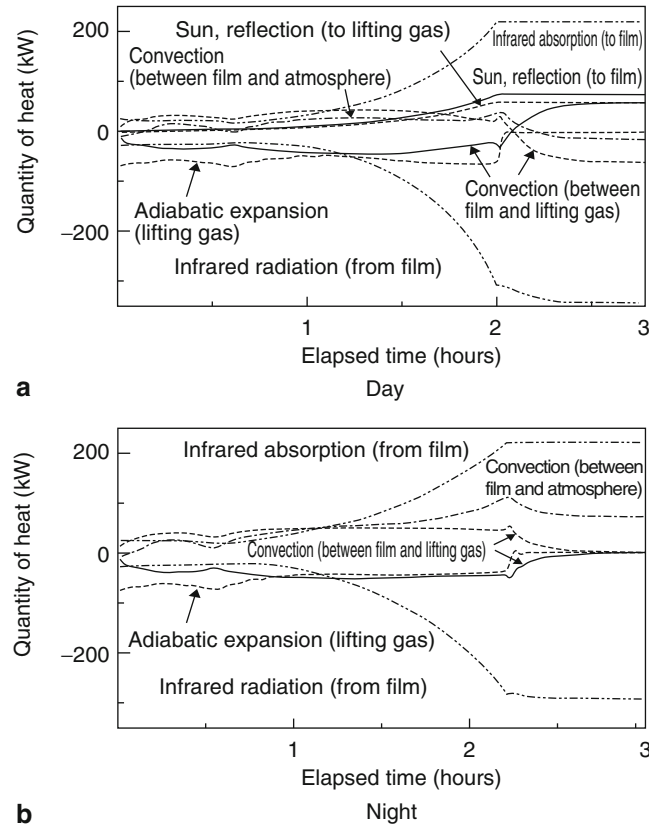 200
0
−200
Quantity of heat (kW)
Sun, reflection (to lifting gas)
Convection
(between film and atmosphere)
Infrared absorption (to film)
Sun, reflection (to film)
Adiabatic expansion
(lifting gas)
Convection (between
film and lifting gas)
Infrared radiation (from film)
1
2
3
Elapsed time (hours)
a
Day
200
0
−200
Quantity of heat (kW)
Infrared absorption (from film)
Convection (between
film and atmosphere)
Convection (between film and lifting gas)
Adiabatic expansion (lifting gas)
Infrared radiation (from film)
1
2
3
Elapsed time (hours)
b
Night